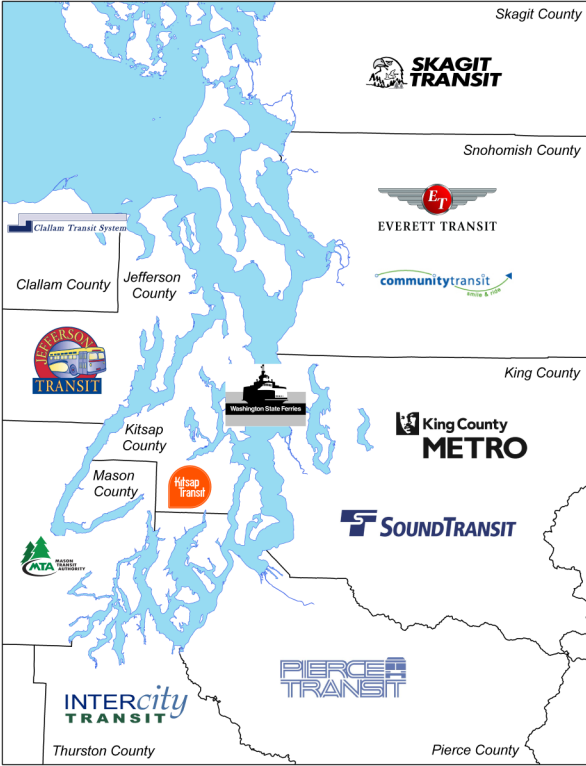 Skagit County
SKAGIT
TRANSIT
Snohomish County
ET
EVERETT TRANSIT
Clallam Transit System
communitytransit
smile & ride
Clallam County
Jefferson
County
JEFFERSON
TRANSIT
King County
Washington State Ferries
King County
METRO
Kitsap
County
Mason
County
Kitsap
Transit
SOUNDTRANSIT
MTA
MASON
TRANSIT
AUTHORITY
PIERCE
TRANSIT
INTERcity
TRANSIT
Thurston County
Pierce County